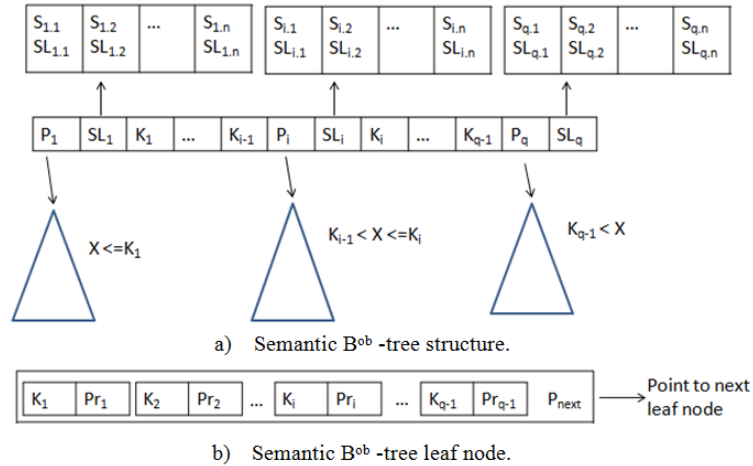 S1.1 S1.2 ... S1.n
SL1.1 SL1.2 SL1.n
Si.1 Si.2 ... Si.n
SLi.1 SLi.2 SLi.n
Sq.1 Sq.2 ... Sq.n
SLq.1 SLq.2 SLq.n
P1 SL1 K1 ... Ki-1 Pi SLi Ki ... Kq-1 Pq SLq
X <=K1
Ki-1 < X <=Ki
Kq-1 < X
a) Semantic Bob -tree structure.
K1 Pr1 K2 Pr2 ... Ki Pri ... Kq-1 Prq-1 Pnext
Point to next
leaf node
b) Semantic Bob -tree leaf node.